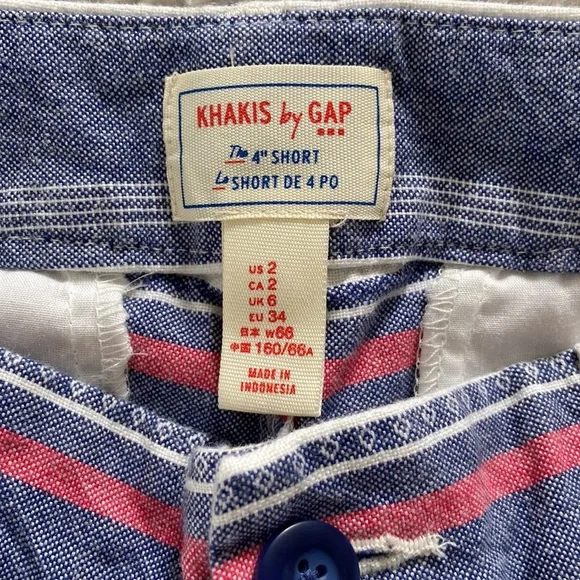 KHAKIS by GAP
The 4" SHORT
Le SHORT DE 4 PO
US 2
CA 2
UK 6
EU 34
日本 W66
中国 160/66A
MADE IN
INDONESIA